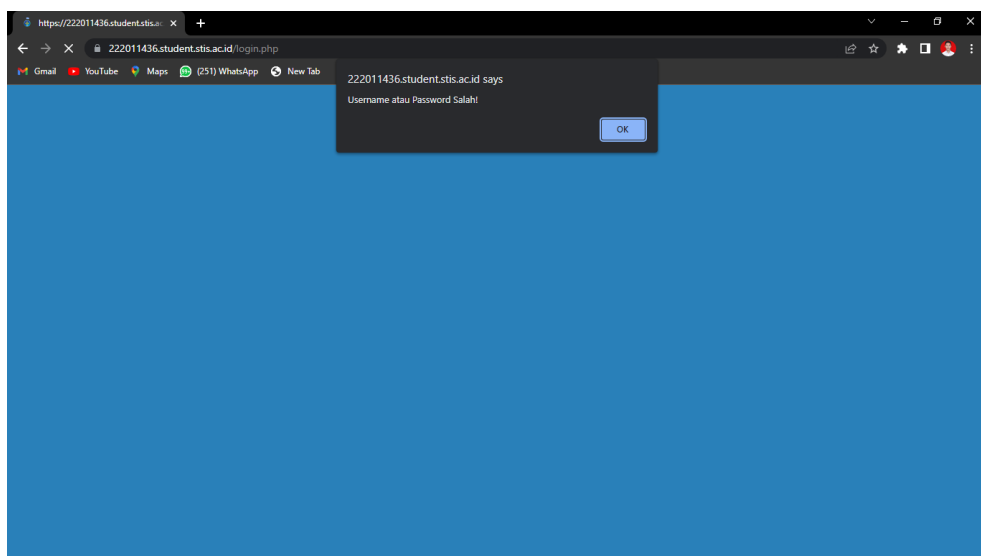 https://222011436.student.stis.ac
222011436.student.stis.ac.id/login.php
Gmail YouTube Maps 99+ (251) WhatsApp New Tab
222011436.student.stis.ac.id says
Username atau Password Salah!
OK